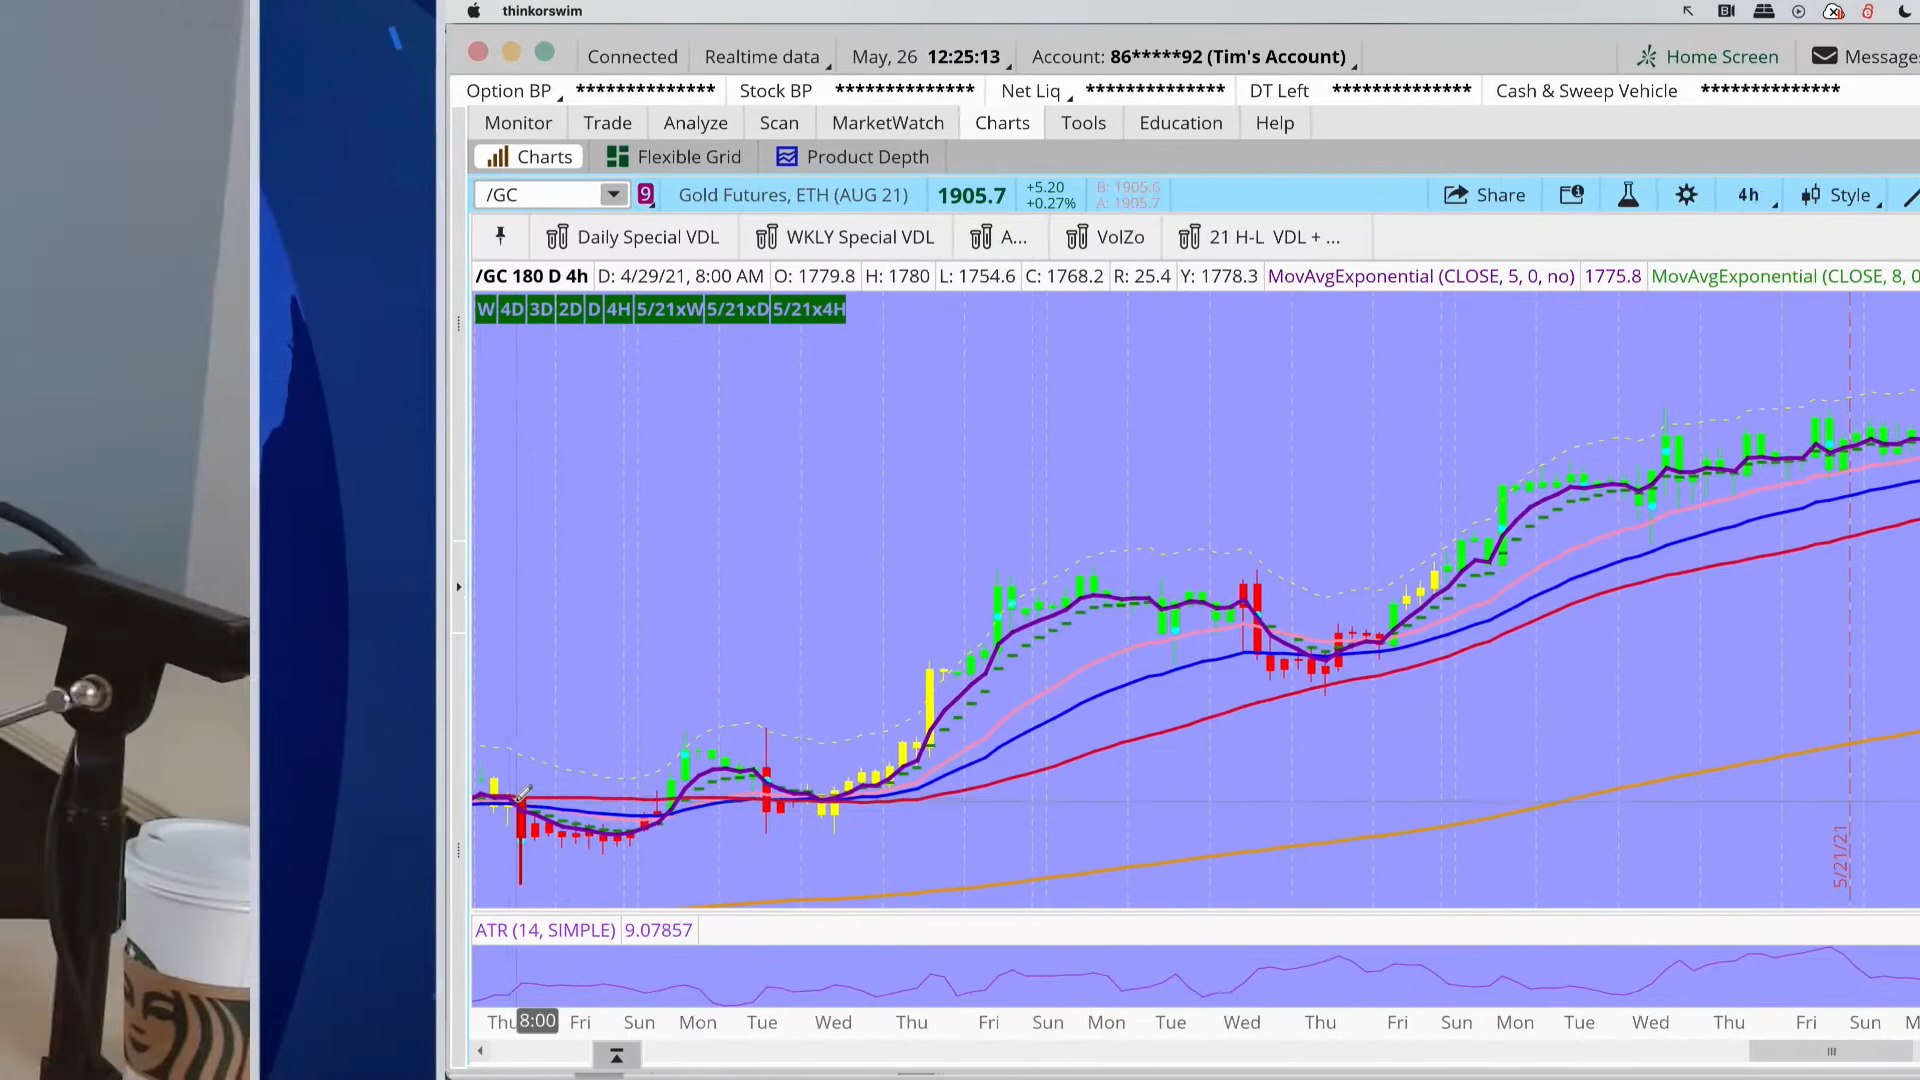 thinkorswim
Connected Realtime data May, 26 12:25:13 Account: 86*****92 (Tim's Account) Home Screen Messages
Option BP ************** Stock BP ************** Net Liq ************** DT Left ************** Cash & Sweep Vehicle **************
Monitor Trade Analyze Scan MarketWatch Charts Tools Education Help
Charts Flexible Grid Product Depth
/GC 9 Gold Futures, ETH (AUG 21) 1905.7 +5.20 +0.27% B: 1905.6 A: 1905.7 Share 4h Style
Daily Special VDL WKLY Special VDL A... VolZo 21 H-L VDL + ...
/GC 180 D 4h D: 4/29/21, 8:00 AM O: 1779.8 H: 1780 L: 1754.6 C: 1768.2 R: 25.4 Y: 1778.3 MovAvgExponential (CLOSE, 5, 0, no) 1775.8 MovAvgExponential (CLOSE, 8, 0
W 4D 3D 2D D 4H 5/21xW 5/21xD 5/21x4H
5/21/21
ATR (14, SIMPLE) 9.07857
Thu 8:00 Fri Sun Mon Tue Wed Thu Fri Sun Mon Tue Wed Thu Fri Sun Mon Tue Wed Thu Fri Sun M